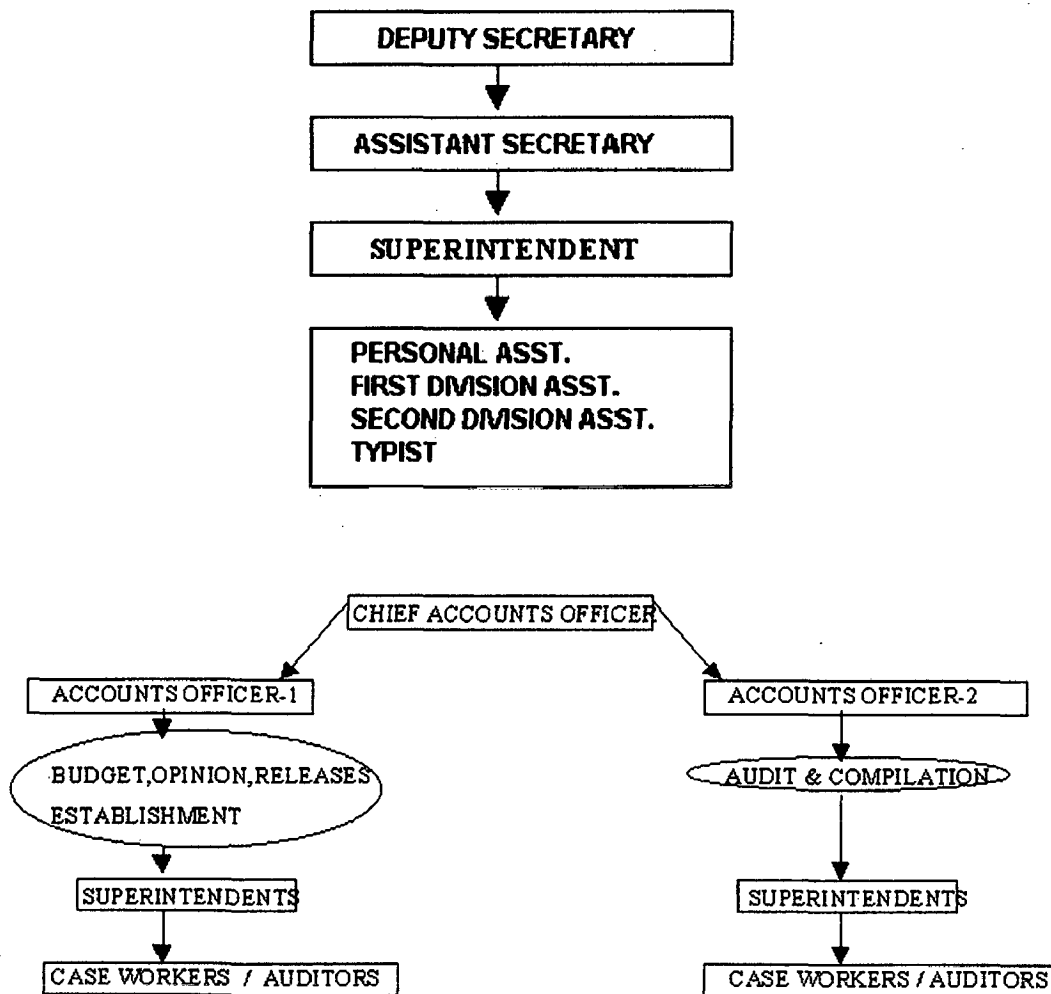 DEPUTY SECRETARY
ASSISTANT SECRETARY
SUPERINTENDENT
PERSONAL ASST.
FIRST DIVISION ASST.
SECOND DIVISION ASST.
TYPIST
CHIEF ACCOUNTS OFFICER
ACCOUNTS OFFICER-1
ACCOUNTS OFFICER-2
BUDGET,OPINION,RELEASES
ESTABLISHMENT
AUDIT & COMPILATION
SUPERINTENDENTS
SUPERINTENDENTS
CASE WORKERS / AUDITORS
CASE WORKERS / AUDITORS